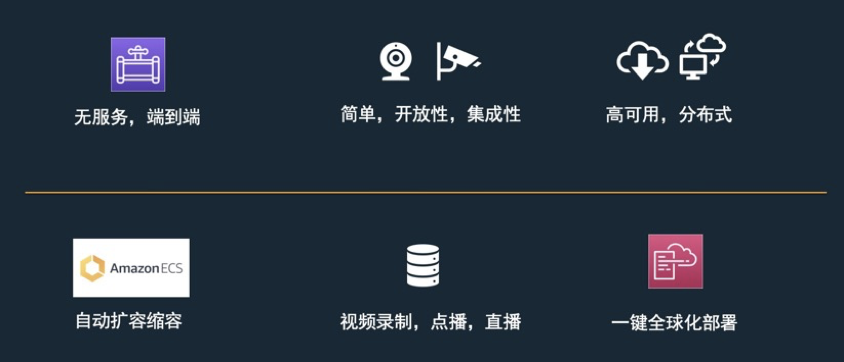 无服务，端到端
简单，开放性，集成性
高可用，分布式
Amazon ECS
自动扩容缩容
视频录制，点播，直播
一键全球化部署